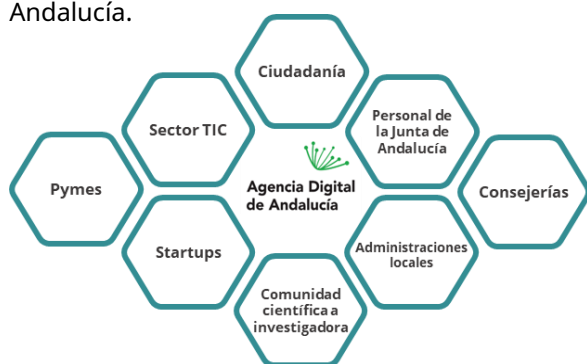 Andalucía.
Ciudadanía
Sector TIC
Personal de
la Junta de
Andalucía
Pymes
Agencia Digital
de Andalucía
Consejerías
Startups
Administraciones
locales
Comunidad
científica a
investigadora